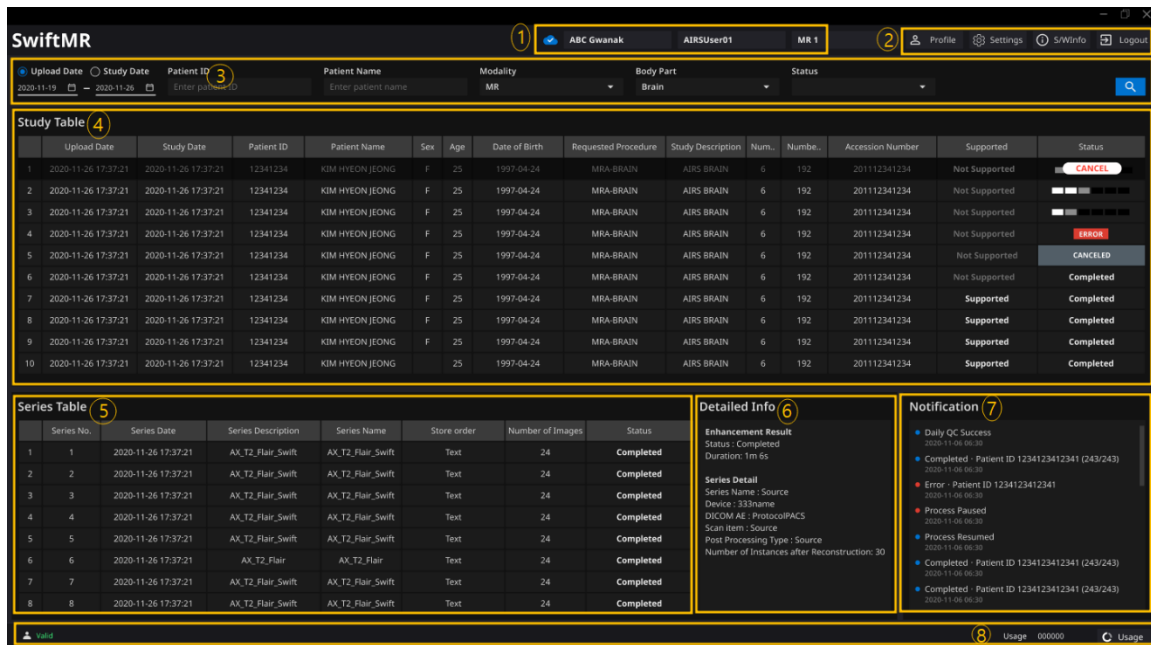 SwiftMR
1 ABC Gwanak AIRSUser01 MR 1
2 Profile Settings S/WInfo Logout
Upload Date Study Date Patient ID Patient Name Modality Body Part Status
3
2020-11-19 – 2020-11-26 Enter patient ID Enter patient name MR Brain
Study Table 4
Upload Date Study Date Patient ID Patient Name Sex Age Date of Birth Requested Procedure Study Description Num.. Numbe.. Accession Number Supported Status
1 2020-11-26 17:37:21 2020-11-26 17:37:21 12341234 KIM HYEON JEONG F 25 1997-04-24 MRA-BRAIN AIRS BRAIN 6 192 201112341234 Not Supported CANCEL
2 2020-11-26 17:37:21 2020-11-26 17:37:21 12341234 KIM HYEON JEONG F 25 1997-04-24 MRA-BRAIN AIRS BRAIN 6 192 201112341234 Not Supported
3 2020-11-26 17:37:21 2020-11-26 17:37:21 12341234 KIM HYEON JEONG F 25 1997-04-24 MRA-BRAIN AIRS BRAIN 6 192 201112341234 Not Supported
4 2020-11-26 17:37:21 2020-11-26 17:37:21 12341234 KIM HYEON JEONG F 25 1997-04-24 MRA-BRAIN AIRS BRAIN 6 192 201112341234 Not Supported ERROR
5 2020-11-26 17:37:21 2020-11-26 17:37:21 12341234 KIM HYEON JEONG F 25 1997-04-24 MRA-BRAIN AIRS BRAIN 6 192 201112341234 Not Supported CANCELED
6 2020-11-26 17:37:21 2020-11-26 17:37:21 12341234 KIM HYEON JEONG F 25 1997-04-24 MRA-BRAIN AIRS BRAIN 6 192 201112341234 Not Supported Completed
7 2020-11-26 17:37:21 2020-11-26 17:37:21 12341234 KIM HYEON JEONG F 25 1997-04-24 MRA-BRAIN AIRS BRAIN 6 192 201112341234 Supported Completed
8 2020-11-26 17:37:21 2020-11-26 17:37:21 12341234 KIM HYEON JEONG F 25 1997-04-24 MRA-BRAIN AIRS BRAIN 6 192 201112341234 Supported Completed
9 2020-11-26 17:37:21 2020-11-26 17:37:21 12341234 KIM HYEON JEONG F 25 1997-04-24 MRA-BRAIN AIRS BRAIN 6 192 201112341234 Supported Completed
10 2020-11-26 17:37:21 2020-11-26 17:37:21 12341234 KIM HYEON JEONG 25 1997-04-24 MRA-BRAIN AIRS BRAIN 6 192 201112341234 Supported Completed
Series Table 5
Series No. Series Date Series Description Series Name Store order Number of Images Status
1 1 2020-11-26 17:37:21 AX_T2_Flair_Swift AX_T2_Flair_Swift Text 24 Completed
2 2 2020-11-26 17:37:21 AX_T2_Flair_Swift AX_T2_Flair_Swift Text 24 Completed
3 3 2020-11-26 17:37:21 AX_T2_Flair_Swift AX_T2_Flair_Swift Text 24 Completed
4 4 2020-11-26 17:37:21 AX_T2_Flair_Swift AX_T2_Flair_Swift Text 24 Completed
5 5 2020-11-26 17:37:21 AX_T2_Flair_Swift AX_T2_Flair_Swift Text 24 Completed
6 6 2020-11-26 17:37:21 AX_T2_Flair AX_T2_Flair Text 24 Completed
7 7 2020-11-26 17:37:21 AX_T2_Flair_Swift AX_T2_Flair_Swift Text 24 Completed
8 8 2020-11-26 17:37:21 AX_T2_Flair_Swift AX_T2_Flair_Swift Text 24 Completed
Detailed Info 6
Enhancement Result
Status : Completed
Duration: 1m 6s
Series Detail
Series Name : Source
Device : 333name
DICOM AE : ProtocolPACS
Scan item : Source
Post Processing Type : Source
Number of Instances after Reconstruction: 30
Notification 7
Daily QC Success
2020-11-06 06:30
Completed · Patient ID 1234123412341 (243/243)
2020-11-06 06:30
Error · Patient ID 1234123412341
2020-11-06 06:30
Process Paused
2020-11-06 06:30
Process Resumed
2020-11-06 06:30
Completed · Patient ID 1234123412341 (243/243)
2020-11-06 06:30
Completed · Patient ID 1234123412341 (243/243)
2020-11-06 06:30
Valid
8 Usage 000000 Usage